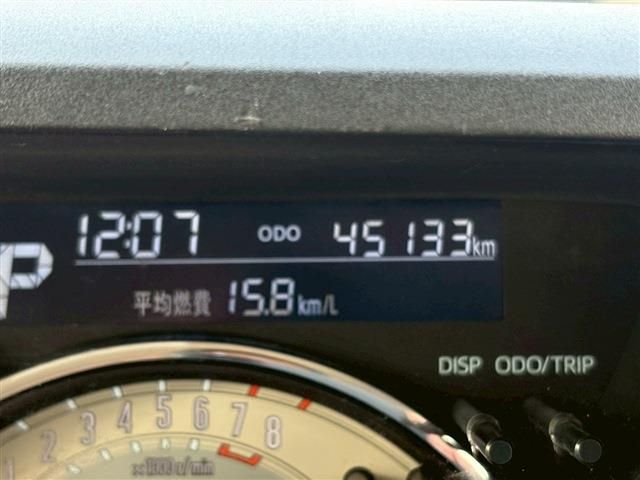 12:07 ODO 45133km
P
平均燃費 15.8km/L
DISP ODO/TRIP
1 2 3 4 5 6 7 8
×1000 r/min